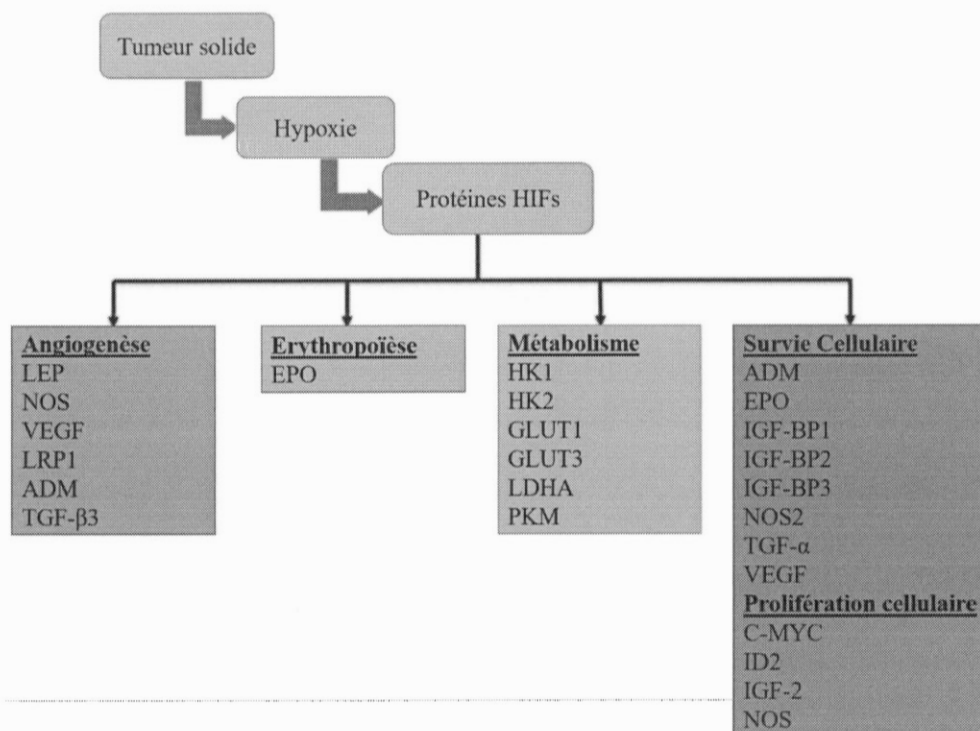 Tumeur solide
Hypoxie
Protéines HIFs
Angiogenèse
LEP
NOS
VEGF
LRP1
ADM
TGF-β3
Erythropoïèse
EPO
Métabolisme
HK1
HK2
GLUT1
GLUT3
LDHA
PKM
Survie Cellulaire
ADM
EPO
IGF-BP1
IGF-BP2
IGF-BP3
NOS2
TGF-α
VEGF
Prolifération cellulaire
C-MYC
ID2
IGF-2
NOS